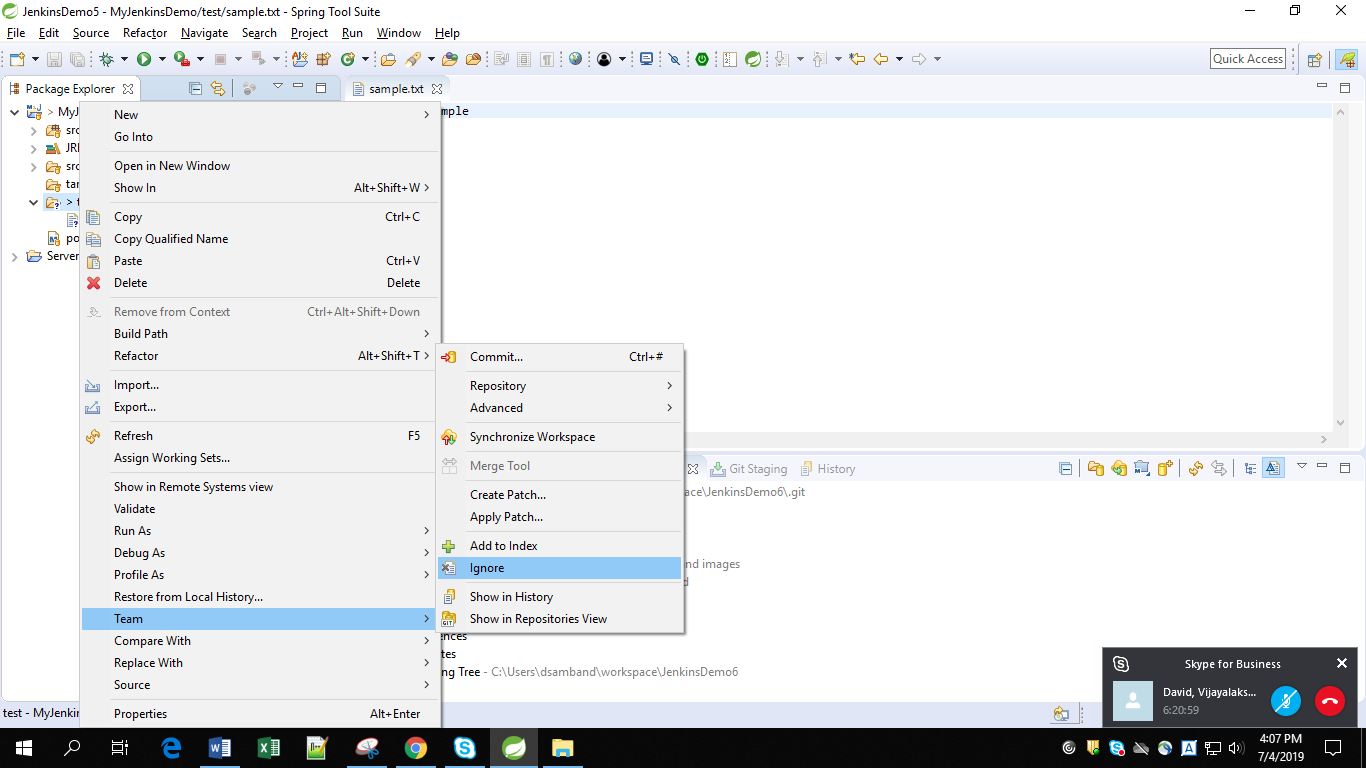 JenkinsDemo5 - MyJenkinsDemo/test/sample.txt - Spring Tool Suite
File Edit Source Refactor Navigate Search Project Run Window Help
Quick Access
Package Explorer
sample.txt
> MyJ
src
JRE
src
tar
> t
po
Server
mple
New
Go Into
Open in New Window
Show In Alt+Shift+W >
Copy Ctrl+C
Copy Qualified Name
Paste Ctrl+V
Delete Delete
Remove from Context Ctrl+Alt+Shift+Down
Build Path
Refactor Alt+Shift+T >
Import...
Export...
Refresh F5
Assign Working Sets...
Show in Remote Systems view
Validate
Run As
Debug As
Profile As
Restore from Local History...
Team
Compare With
Replace With
Source
Properties Alt+Enter
Commit... Ctrl+#
Repository
Advanced
Synchronize Workspace
Merge Tool
Create Patch...
Apply Patch...
Add to Index
Ignore
Show in History
Show in Repositories View
Git Staging
History
ace\JenkinsDemo6\.git
nd images
d
ences
tes
ng Tree - C:\Users\dsamband\workspace\JenkinsDemo6
test - MyJenkin
Skype for Business
David, Vijayalaks...
6:20:59
4:07 PM
7/4/2019